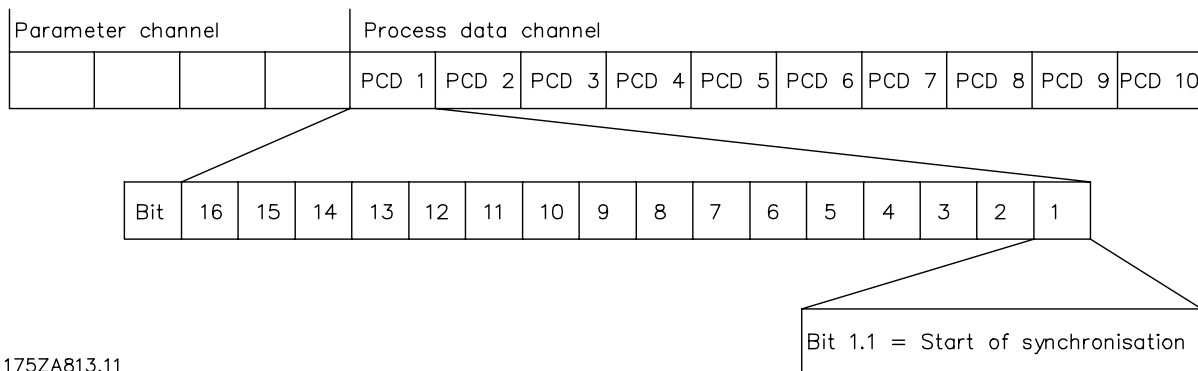 Parameter channel Process data channel
PCD 1 PCD 2 PCD 3 PCD 4 PCD 5 PCD 6 PCD 7 PCD 8 PCD 9 PCD 10
Bit 16 15 14 13 12 11 10 9 8 7 6 5 4 3 2 1
Bit 1.1 = Start of synchronisation
175ZA813.11